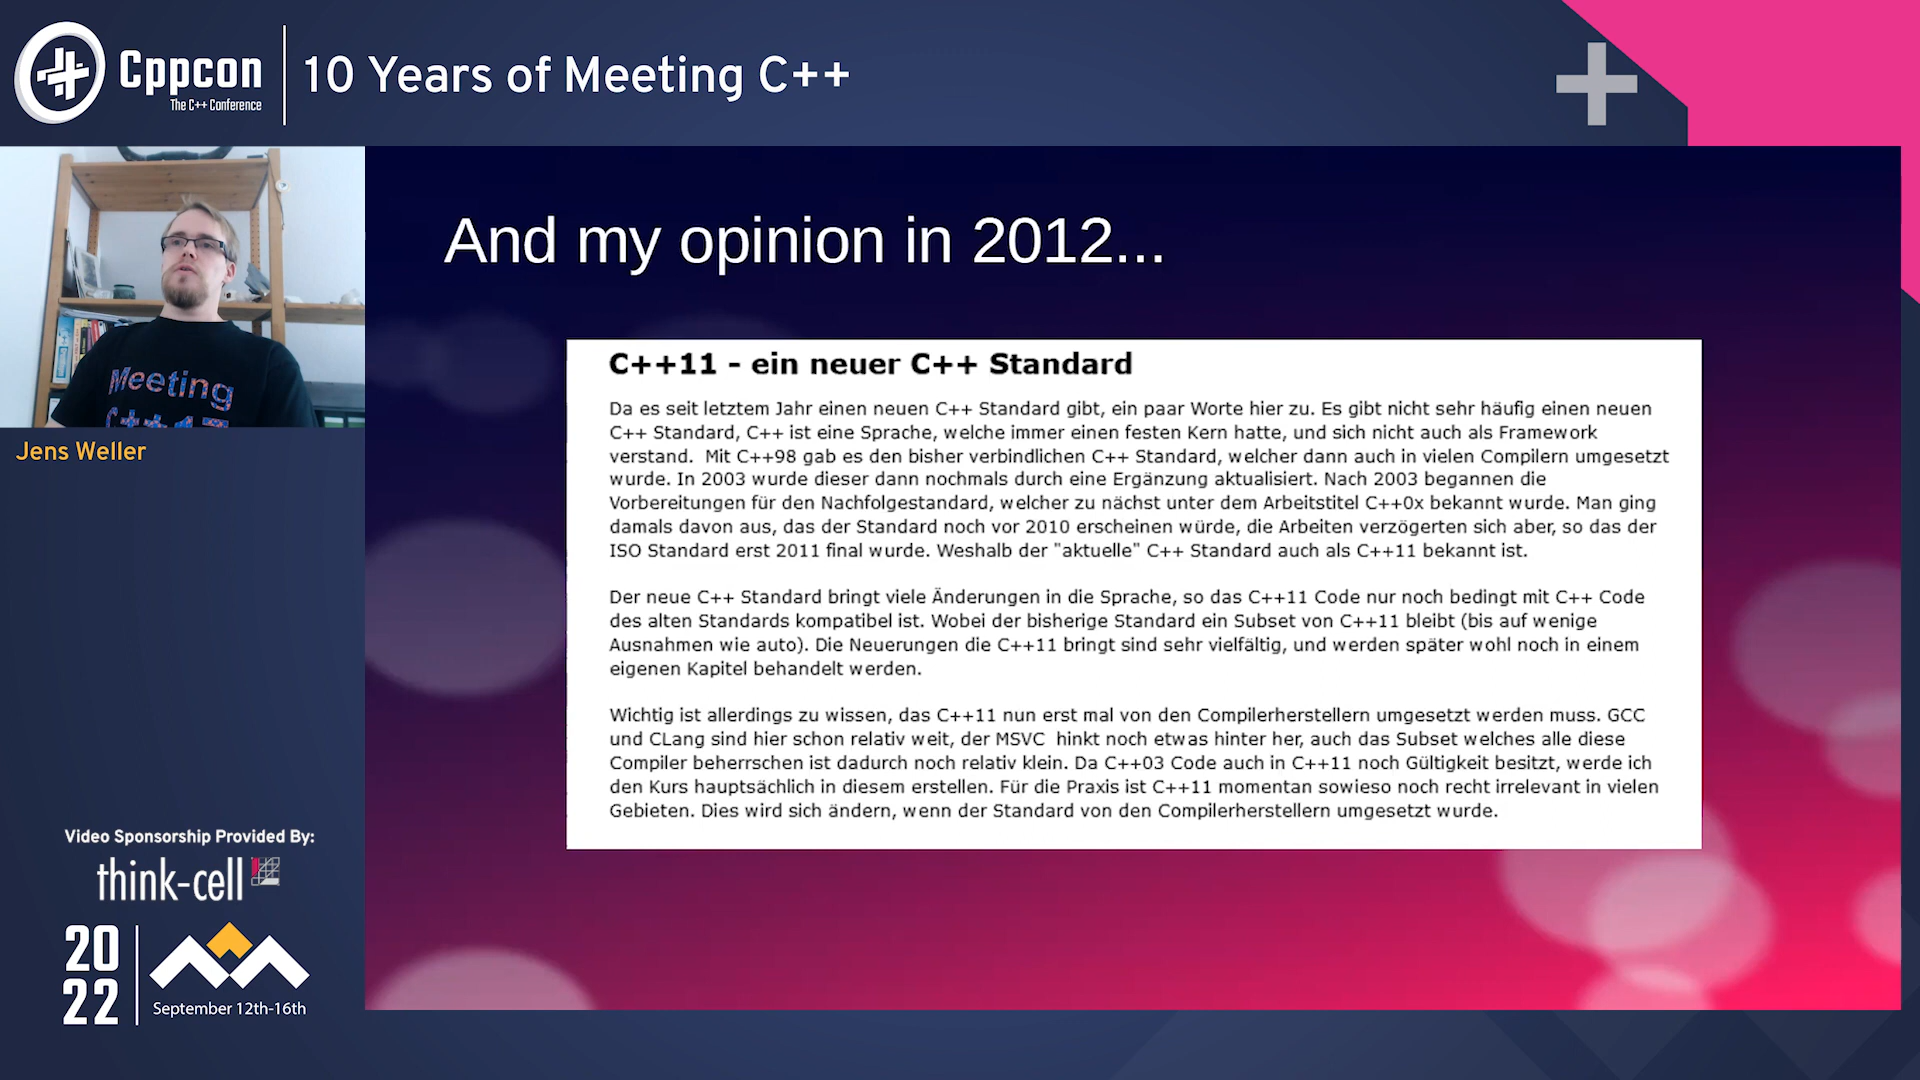 Cppcon
The C++ Conference
10 Years of Meeting C++
Meeting
C++17
Jens Weller
And my opinion in 2012...
C++11 - ein neuer C++ Standard
Da es seit letztem Jahr einen neuen C++ Standard gibt, ein paar Worte hier zu. Es gibt nicht sehr häufig einen neuen
C++ Standard, C++ ist eine Sprache, welche immer einen festen Kern hatte, und sich nicht auch als Framework
verstand. Mit C++98 gab es den bisher verbindlichen C++ Standard, welcher dann auch in vielen Compilern umgesetzt
wurde. In 2003 wurde dieser dann nochmals durch eine Ergänzung aktualisiert. Nach 2003 begannen die
Vorbereitungen für den Nachfolgestandard, welcher zu nächst unter dem Arbeitstitel C++0x bekannt wurde. Man ging
damals davon aus, das der Standard noch vor 2010 erscheinen würde, die Arbeiten verzögerten sich aber, so das der
ISO Standard erst 2011 final wurde. Weshalb der "aktuelle" C++ Standard auch als C++11 bekannt ist.
Der neue C++ Standard bringt viele Änderungen in die Sprache, so das C++11 Code nur noch bedingt mit C++ Code
des alten Standards kompatibel ist. Wobei der bisherige Standard ein Subset von C++11 bleibt (bis auf wenige
Ausnahmen wie auto). Die Neuerungen die C++11 bringt sind sehr vielfältig, und werden später wohl noch in einem
eigenen Kapitel behandelt werden.
Wichtig ist allerdings zu wissen, das C++11 nun erst mal von den Compilerherstellern umgesetzt werden muss. GCC
und CLang sind hier schon relativ weit, der MSVC hinkt noch etwas hinter her, auch das Subset welches alle diese
Compiler beherrschen ist dadurch noch relativ klein. Da C++03 Code auch in C++11 noch Gültigkeit besitzt, werde ich
den Kurs hauptsächlich in diesem erstellen. Für die Praxis ist C++11 momentan sowieso noch recht irrelevant in vielen
Gebieten. Dies wird sich ändern, wenn der Standard von den Compilerherstellern umgesetzt wurde.
Video Sponsorship Provided By:
think-cell
20
22
September 12th-16th